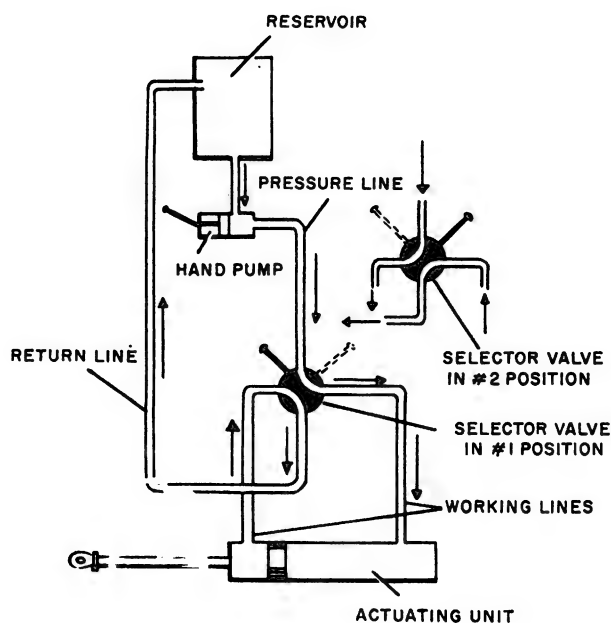 RESERVOIR
PRESSURE LINE
HAND PUMP
RETURN LINE
SELECTOR VALVE
IN #2 POSITION
SELECTOR VALVE
IN #1 POSITION
WORKING LINES
ACTUATING UNIT